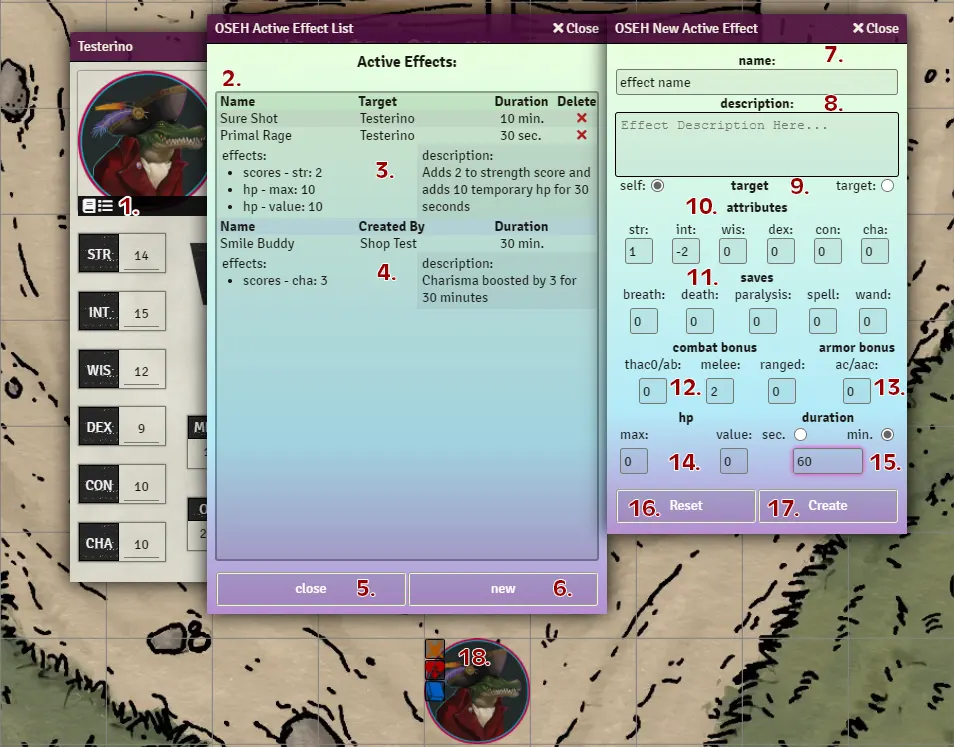 Testerino
1.
STR 14
INT 15
WIS 12
DEX 9
CON 10
CHA 10
OSEH Active Effect List Close
Active Effects:
2.
Name Target Duration Delete
Sure Shot Testerino 10 min.
Primal Rage Testerino 30 sec.
effects:
• scores - str: 2
• hp - max: 10
• hp - value: 10
3.
description:
Adds 2 to strength score and
adds 10 temporary hp for 30
seconds
Name Created By Duration
Smile Buddy Shop Test 30 min.
effects:
• scores - cha: 3
4.
description:
Charisma boosted by 3 for
30 minutes
close 5. new 6.
OSEH New Active Effect Close
name: 7.
effect name
description: 8.
Effect Description Here...
self: target 9. target:
10. attributes
str: int: wis: dex: con: cha:
1 -2 0 0 0 0
11. saves
breath: death: paralysis: spell: wand:
0 0 0 0 0
combat bonus armor bonus
thac0/ab: melee: ranged: ac/aac:
0 12. 2 0 0 13.
hp duration
max: value: sec. min.
0 14. 0 60 15.
16. Reset 17. Create
18.